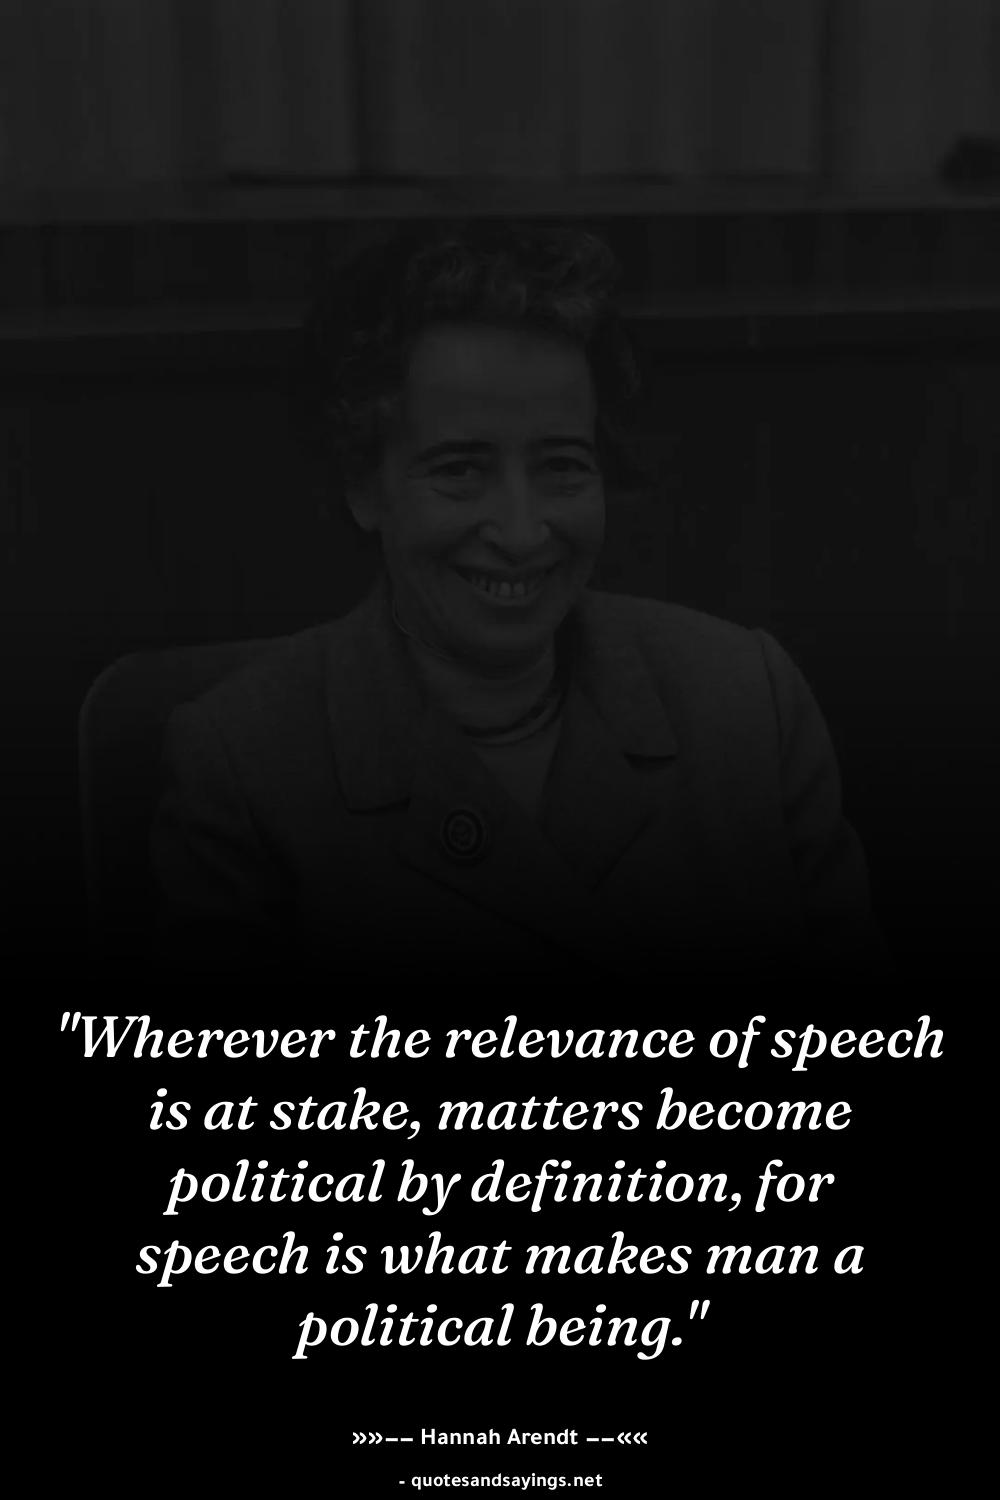 "Wherever the relevance of speech
is at stake, matters become
political by definition, for
speech is what makes man a
political being."
»»–– Hannah Arendt ––««
- quotesandsayings.net